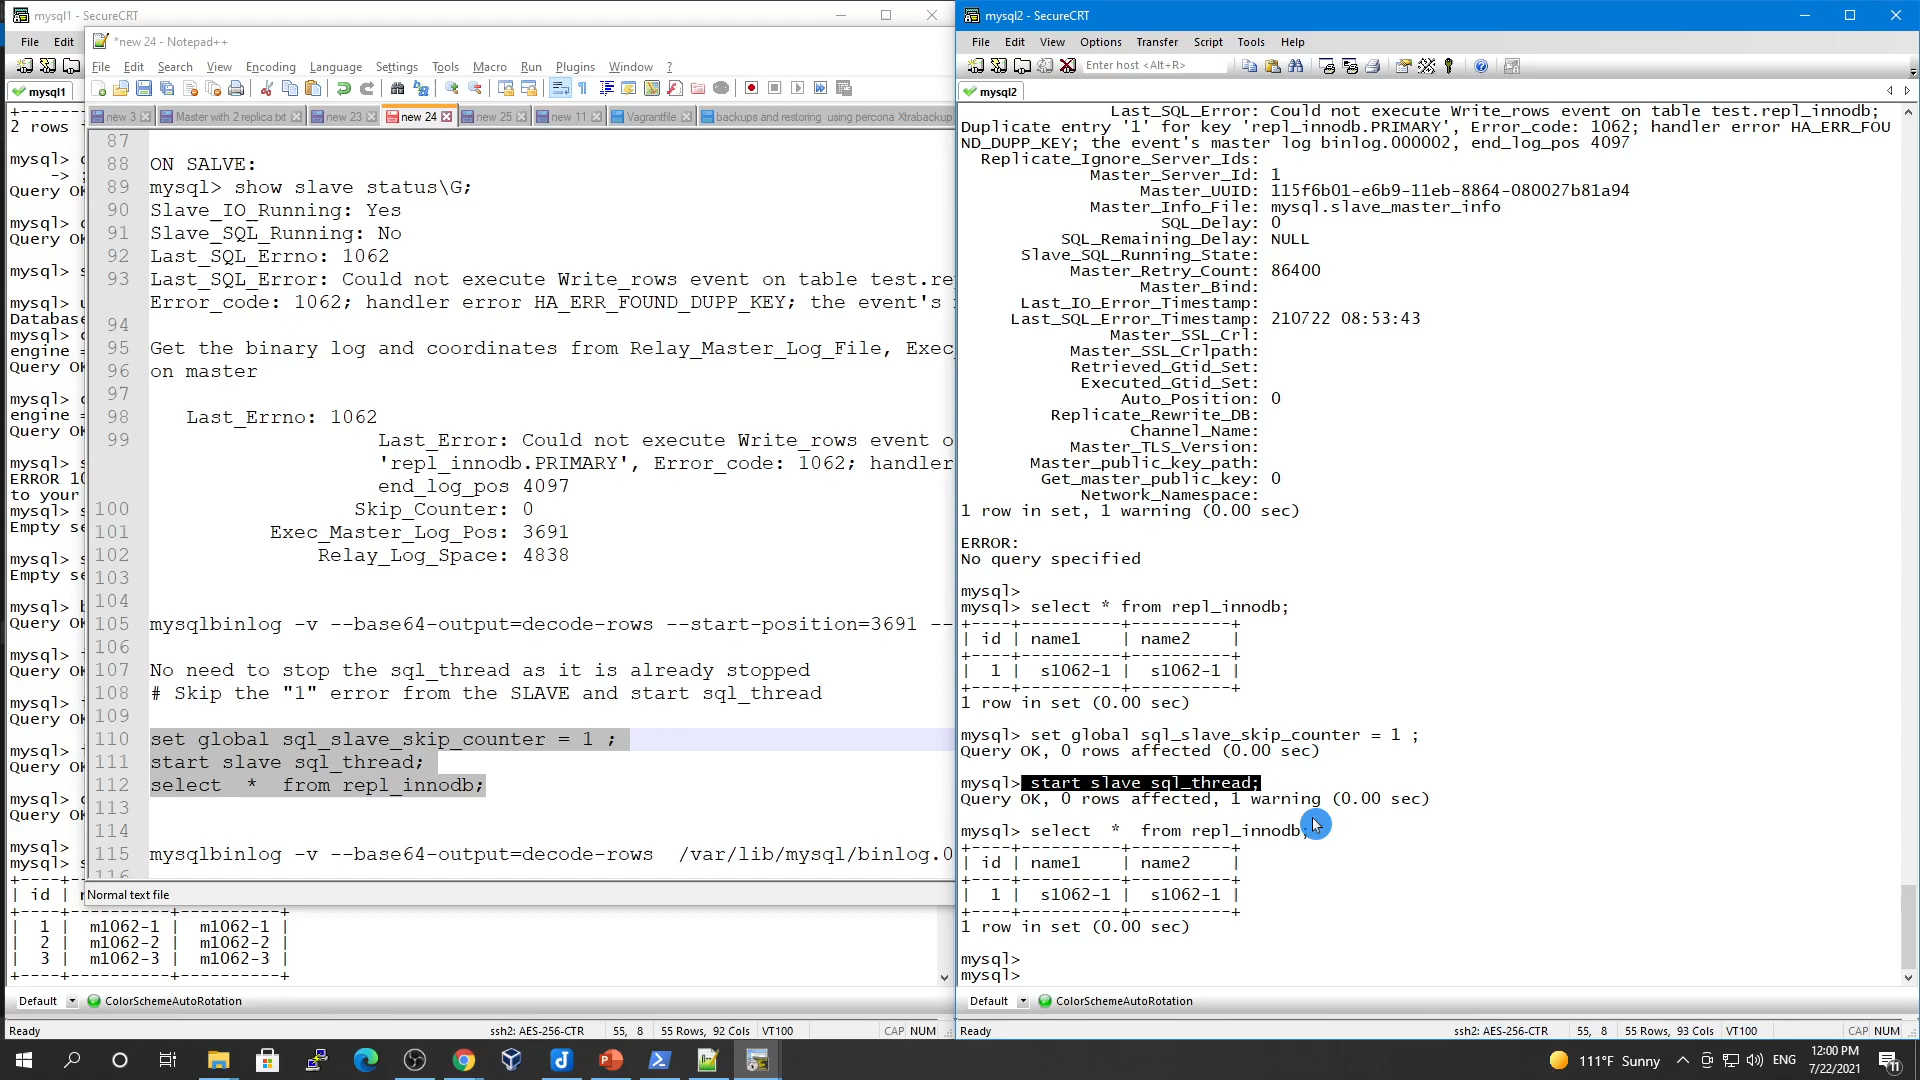 mysql1 - SecureCRT
File Edit
mysql1
2 rows
Query OK
Database
engine =
ERROR 10
to your
Empty se
| 1 | m1062-1 | m1062-1 |
| 2 | m1062-2 | m1062-2 |
| 3 | m1062-3 | m1062-3 |
Default ColorSchemeAutoRotation
Ready ssh2: AES-256-CTR 55, 8 55 Rows, 92 Cols VT100 CAP NUM
*new 24 - Notepad++
File Edit Search View Encoding Language Settings Tools Macro Run Plugins Window ?
new 3 Master with 2 replica.txt new 23 new 24 new 25 new 11 Vagrantfile backups and restoring using percona Xtrabackup
87
88 ON SALVE:
89 mysql> show slave status\G;
90 Slave_IO_Running: Yes
91 Slave_SQL_Running: No
92 Last_SQL_Errno: 1062
93 Last_SQL_Error: Could not execute Write_rows event on table test.re
Error_code: 1062; handler error HA_ERR_FOUND_DUPP_KEY; the event's
94
95 Get the binary log and coordinates from Relay_Master_Log_File, Exec
96 on master
97
98 Last_Errno: 1062
99 Last_Error: Could not execute Write_rows event o
'repl_innodb.PRIMARY', Error_code: 1062; handler
end_log_pos 4097
100 Skip_Counter: 0
101 Exec_Master_Log_Pos: 3691
102 Relay_Log_Space: 4838
103
104
105 mysqlbinlog -v --base64-output=decode-rows --start-position=3691 --
106
107 No need to stop the sql_thread as it is already stopped
108 # Skip the "1" error from the SLAVE and start sql_thread
109
110 set global sql_slave_skip_counter = 1 ;
111 start slave sql_thread;
112 select * from repl_innodb;
113
114
115 mysqlbinlog -v --base64-output=decode-rows /var/lib/mysql/binlog.0
116
Normal text file
mysql2 - SecureCRT
File Edit View Options Transfer Script Tools Help
Enter host <Alt+R>
mysql2
Last_SQL_Error: Could not execute Write_rows event on table test.repl_innodb;
Duplicate entry '1' for key 'repl_innodb.PRIMARY', Error_code: 1062; handler error HA_ERR_FOU
ND_DUPP_KEY; the event's master log binlog.000002, end_log_pos 4097
Replicate_Ignore_Server_Ids:
Master_Server_Id: 1
Master_UUID: 115f6b01-e6b9-11eb-8864-080027b81a94
Master_Info_File: mysql.slave_master_info
SQL_Delay: 0
SQL_Remaining_Delay: NULL
Slave_SQL_Running_State:
Master_Retry_Count: 86400
Master_Bind:
Last_IO_Error_Timestamp:
Last_SQL_Error_Timestamp: 210722 08:53:43
Master_SSL_Crl:
Master_SSL_Crlpath:
Retrieved_Gtid_Set:
Executed_Gtid_Set:
Auto_Position: 0
Replicate_Rewrite_DB:
Channel_Name:
Master_TLS_Version:
Master_public_key_path:
Get_master_public_key: 0
Network_Namespace:
1 row in set, 1 warning (0.00 sec)
ERROR:
No query specified
mysql>
mysql> select * from repl_innodb;
+----+----------+----------+
| id | name1 | name2 |
+----+----------+----------+
| 1 | s1062-1 | s1062-1 |
+----+----------+----------+
1 row in set (0.00 sec)
mysql> set global sql_slave_skip_counter = 1 ;
Query OK, 0 rows affected (0.00 sec)
mysql> start slave sql_thread;
Query OK, 0 rows affected, 1 warning (0.00 sec)
mysql> select * from repl_innodb;
+----+----------+----------+
| id | name1 | name2 |
+----+----------+----------+
| 1 | s1062-1 | s1062-1 |
+----+----------+----------+
1 row in set (0.00 sec)
mysql>
mysql>
Default ColorSchemeAutoRotation
Ready ssh2: AES-256-CTR 55, 8 55 Rows, 93 Cols VT100 CAP NUM
111°F Sunny ENG 12:00 PM
7/22/2021 11